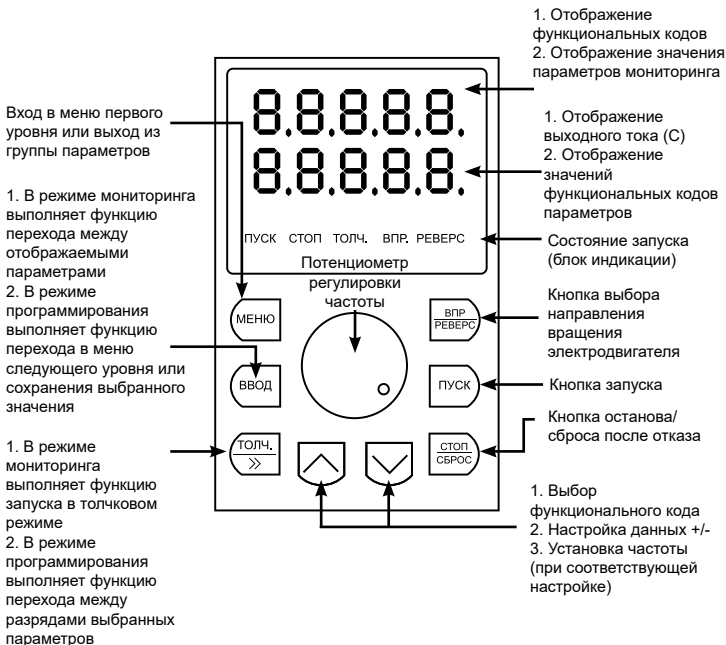 1. Отображение
функциональных кодов
2. Отображение значения
параметров мониторинга
1. Отображение
выходного тока (С)
2. Отображение
значений
функциональных кодов
параметров
Состояние запуска
(блок индикации)
Кнопка выбора
направления
вращения
электродвигателя
Кнопка запуска
Кнопка останова/
сброса после отказа
1. Выбор
функционального кода
2. Настройка данных +/-
3. Установка частоты
(при соответствующей
настройке)
Вход в меню первого
уровня или выход из
группы параметров
1. В режиме мониторинга
выполняет функцию
перехода между
отображаемыми
параметрами
2. В режиме
программирования
выполняет функцию
перехода в меню
следующего уровня или
сохранения выбранного
значения
1. В режиме
мониторинга
выполняет функцию
запуска в толчковом
режиме
2. В режиме
программирования
выполняет функцию
перехода между
разрядами выбранных
параметров
8.8.8.8.8.
8.8.8.8.8.
ПУСК СТОП ТОЛЧ. ВПР. РЕВЕРС
Потенциометр
регулировки
частоты
МЕНЮ
ВПР
РЕВЕРС
ВВОД
ПУСК
ТОЛЧ.
>>
СТОП
СБРОС